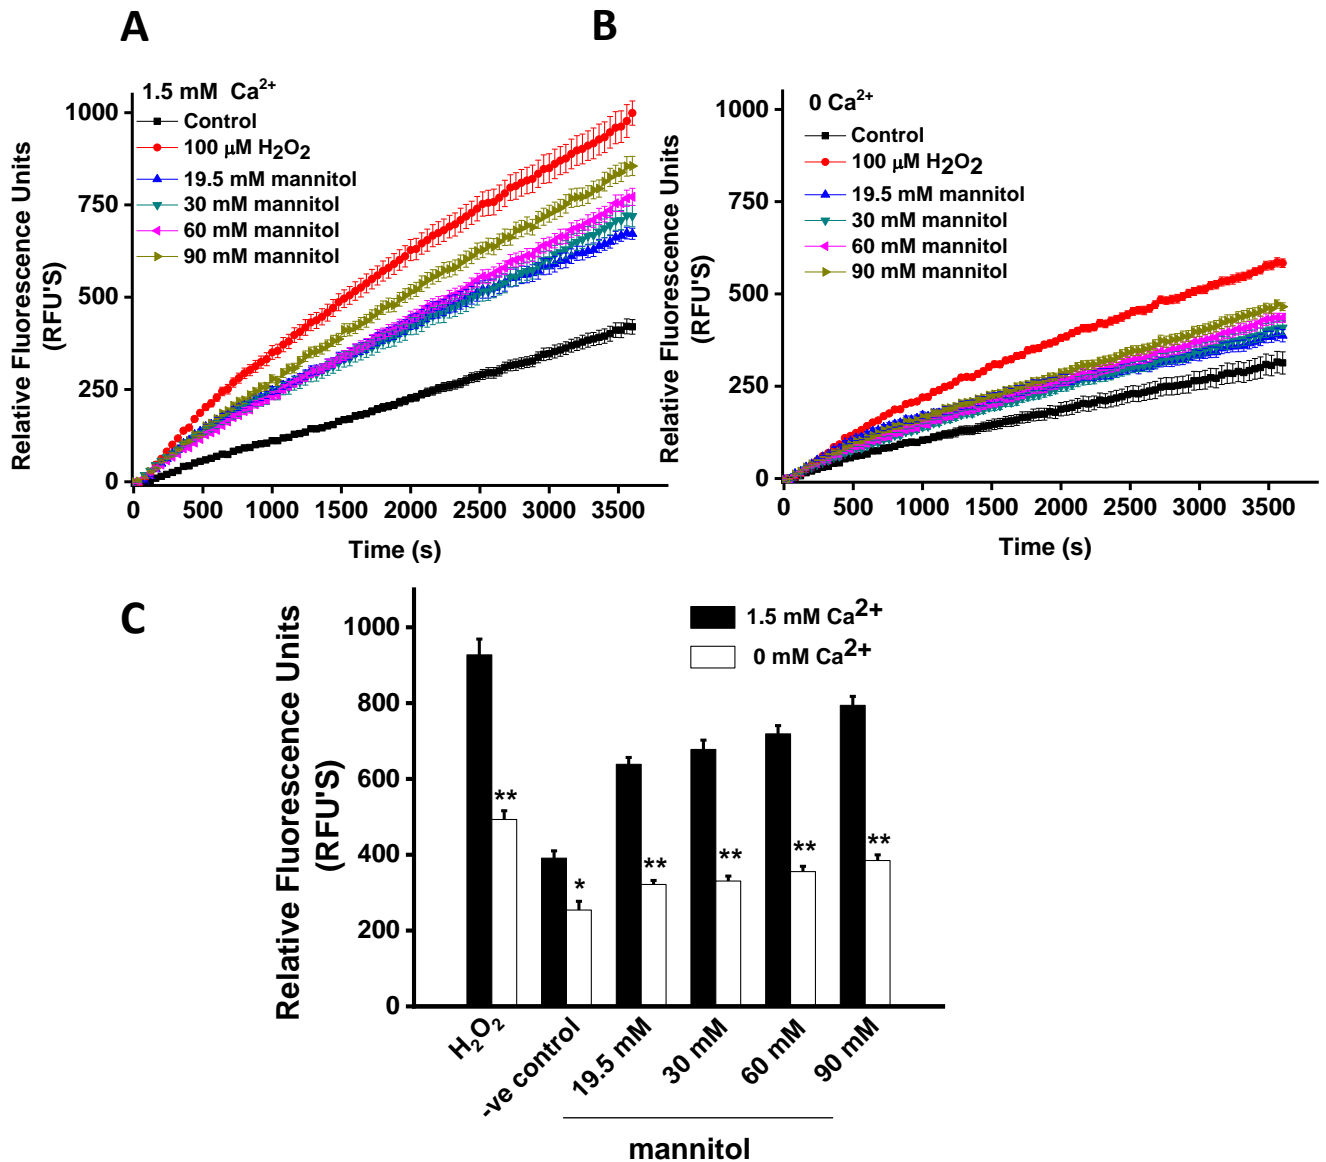 A
B
1.5 mM Ca2+
Control
100 μM H2O2
19.5 mM mannitol
30 mM mannitol
60 mM mannitol
90 mM mannitol
1000
750
500
250
0
Relative Fluorescence Units
(RFU'S)
0 500 1000 1500 2000 2500 3000 3500
Time (s)
0 Ca2+
Control
100 μM H2O2
19.5 mM mannitol
30 mM mannitol
60 mM mannitol
90 mM mannitol
1000
750
500
250
0
Relative Fluorescence Units
(RFU'S)
0 500 1000 1500 2000 2500 3000 3500
Time (s)
C
1.5 mM Ca2+
0 mM Ca2+
1000
800
600
400
200
0
Relative Fluorescence Units
(RFU'S)
** * ** ** ** **
H2O2
-ve control
19.5 mM
30 mM
60 mM
90 mM
mannitol